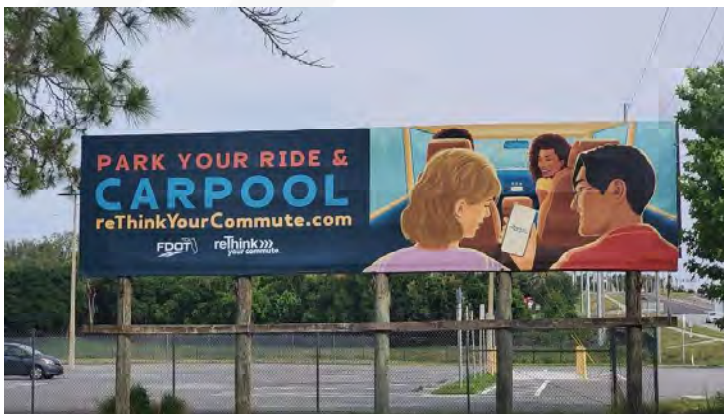 PARK YOUR RIDE &
CARPOOL
reThinkYourCommute.com
FDOT
reThink>>>
your commute.